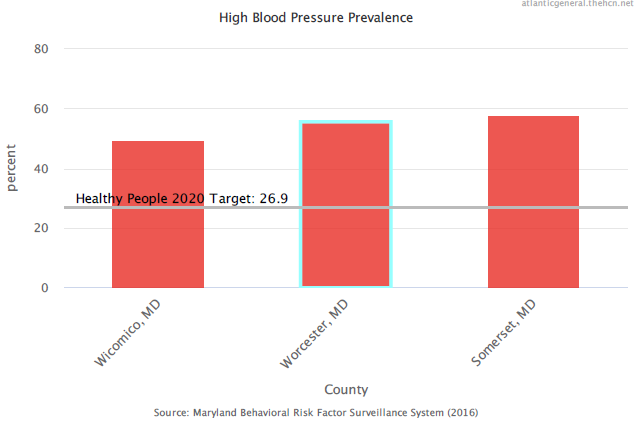 atlanticgeneral.thehcn.net
High Blood Pressure Prevalence
80
60
40
20
0
percent
Healthy People 2020 Target: 26.9
Wicomico, MD
Worcester, MD
Somerset, MD
County
Source: Maryland Behavioral Risk Factor Surveillance System (2016)